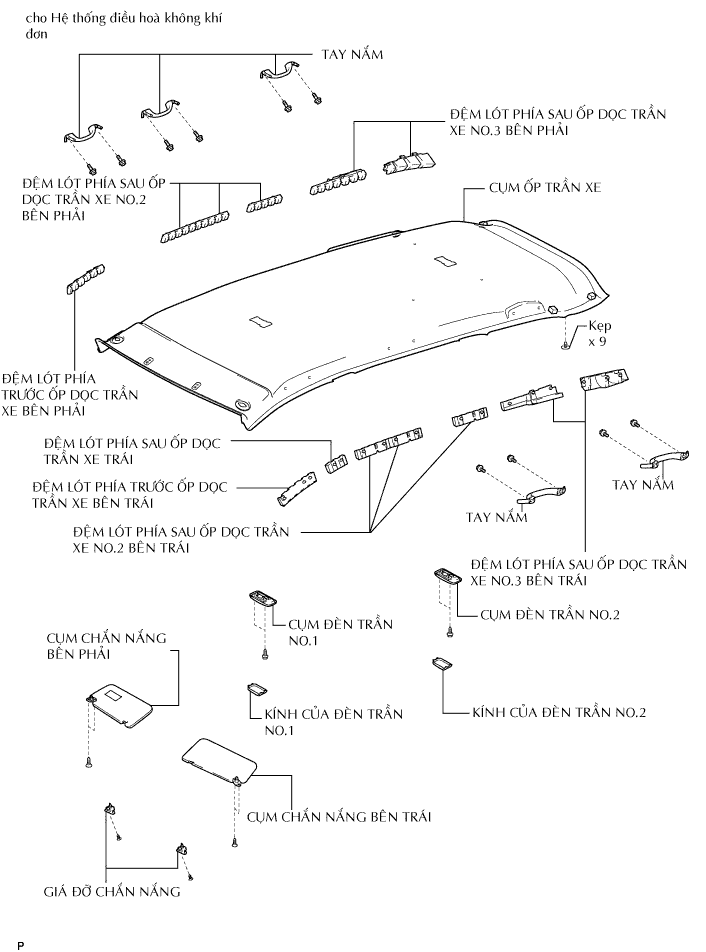 cho Hệ thống điều hoà không khí
đơn
TAY NẮM
ĐỆM LÓT PHÍA SAU ỐP DỌC TRẦN
XE NO.3 BÊN PHẢI
ĐỆM LÓT PHÍA SAU ỐP
DỌC TRẦN XE NO.2
BÊN PHẢI
CỤM ỐP TRẦN XE
Kẹp
x 9
ĐỆM LÓT PHÍA
TRƯỚC ỐP DỌC TRẦN
XE BÊN PHẢI
ĐỆM LÓT PHÍA SAU ỐP DỌC
TRẦN XE TRÁI
ĐỆM LÓT PHÍA TRƯỚC ỐP DỌC
TRẦN XE BÊN TRÁI
TAY NẮM
TAY NẮM
ĐỆM LÓT PHÍA SAU ỐP DỌC TRẦN
XE NO.2 BÊN TRÁI
ĐỆM LÓT PHÍA SAU ỐP DỌC TRẦN
XE NO.3 BÊN TRÁI
CỤM ĐÈN TRẦN
NO.1
CỤM ĐÈN TRẦN NO.2
CỤM CHẮN NẮNG
BÊN PHẢI
KÍNH CỦA ĐÈN TRẦN
NO.1
KÍNH CỦA ĐÈN TRẦN NO.2
CỤM CHẮN NẮNG BÊN TRÁI
GIÁ ĐỠ CHẮN NẮNG
P